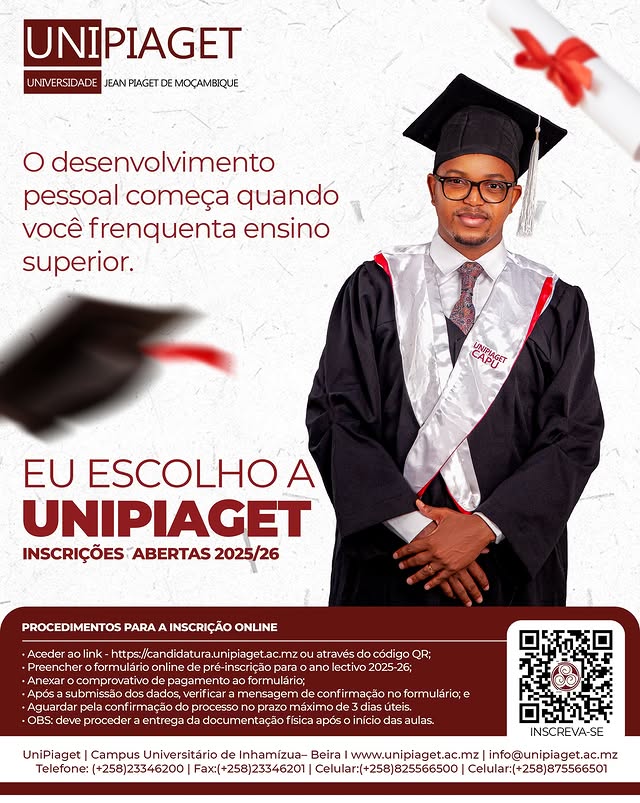 UNIPIAGET
UNIVERSIDADE JEAN PIAGET DE MOÇAMBIQUE
O desenvolvimento
pessoal começa quando
você frenquenta ensino
superior.
UNIPIAGET
CAPU
EU ESCOLHO A
UNIPIAGET
INSCRIÇÕES ABERTAS 2025/26
PROCEDIMENTOS PARA A INSCRIÇÃO ONLINE
• Aceder ao link - https://candidatura.unipiaget.ac.mz ou através do código QR;
• Preencher o formulário online de pré-inscrição para o ano lectivo 2025-26;
• Anexar o comprovativo de pagamento ao formulário;
• Após a submissão dos dados, verificar a mensagem de confirmação no formulário; e
• Aguardar pela confirmação do processo no prazo máximo de 3 dias úteis.
• OBS: deve proceder a entrega da documentação física após o início das aulas.
INSCREVA-SE
UniPiaget | Campus Universitário de Inhamízua– Beira I www.unipiaget.ac.mz | info@unipiaget.ac.mz
Telefone: (+258)23346200 | Fax:(+258)23346201 | Celular:(+258)825566500 | Celular:(+258)875566501